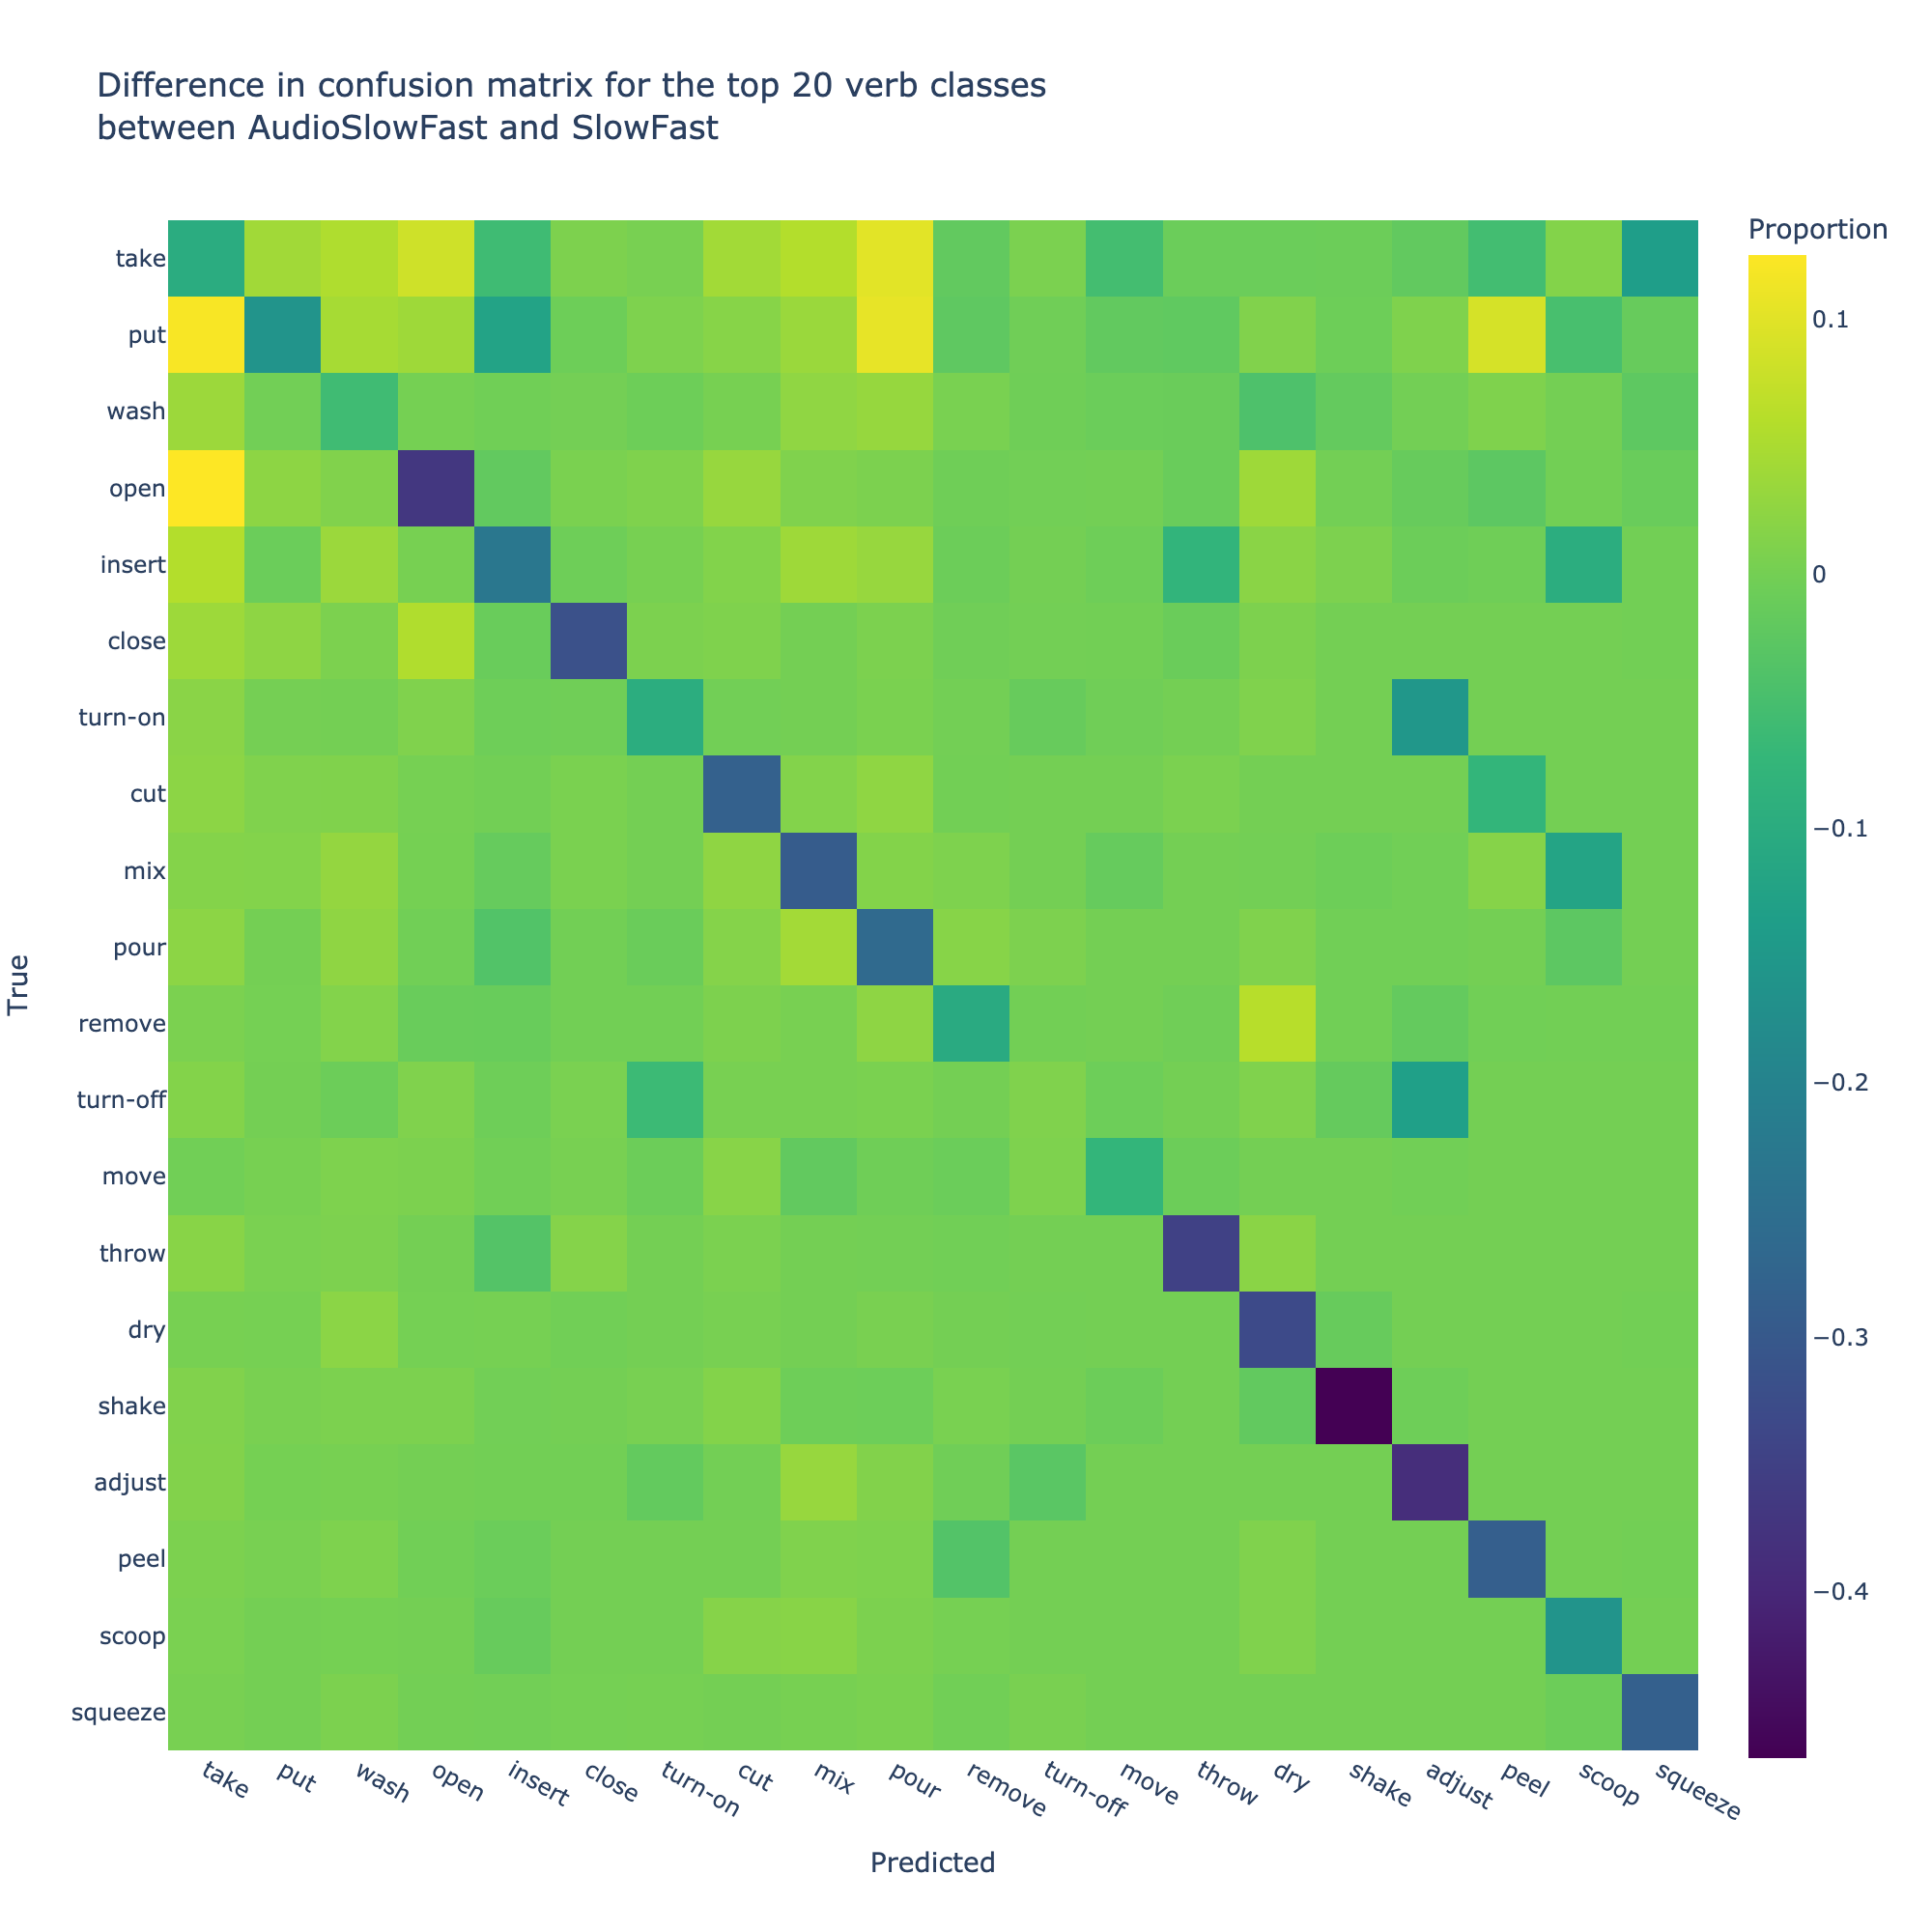 Difference in confusion matrix for the top 20 verb classes
between AudioSlowFast and SlowFast
Proportion
0.1
0
−0.1
−0.2
−0.3
−0.4
True
take
put
wash
open
insert
close
turn-on
cut
mix
pour
remove
turn-off
move
throw
dry
shake
adjust
peel
scoop
squeeze
take
put
wash
open
insert
close
turn-on
cut
mix
pour
remove
turn-off
move
throw
dry
shake
adjust
peel
scoop
squeeze
Predicted